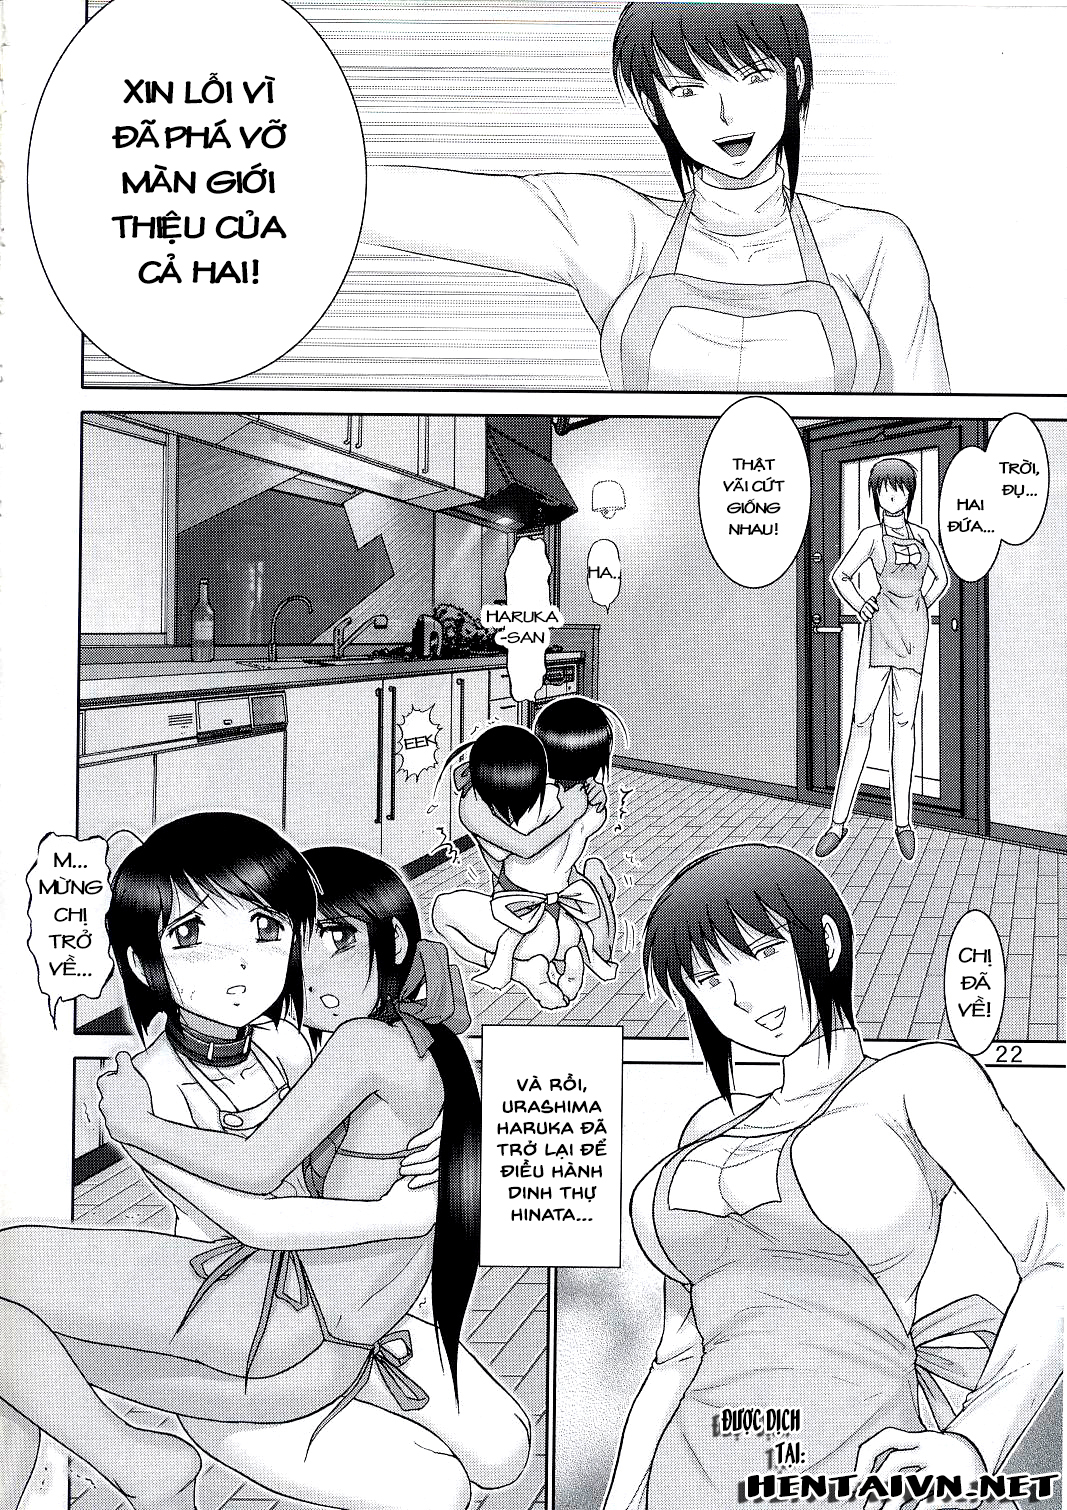 XIN LỖI VÌ
ĐÃ PHÁ VỠ
MÀN GIỚI
THIỆU CỦA
CẢ HAI!
TRỜI,
ĐỤ...
HAI
ĐỨA...
THẬT
VÃI CỨT
GIỐNG
NHAU!
HA..
HARUKA
-SAN
EEK
CHỊ
ĐÃ
VỀ!
22
M...
MỪNG
CHỊ
TRỞ
VỀ...
VÀ RỒI,
URASHIMA
HARUKA ĐÃ
TRỞ LẠI ĐỂ
ĐIỀU HÀNH
DINH THỰ
HINATA...
ĐƯỢC DỊCH
TẠI:
HENTAIVN.NET